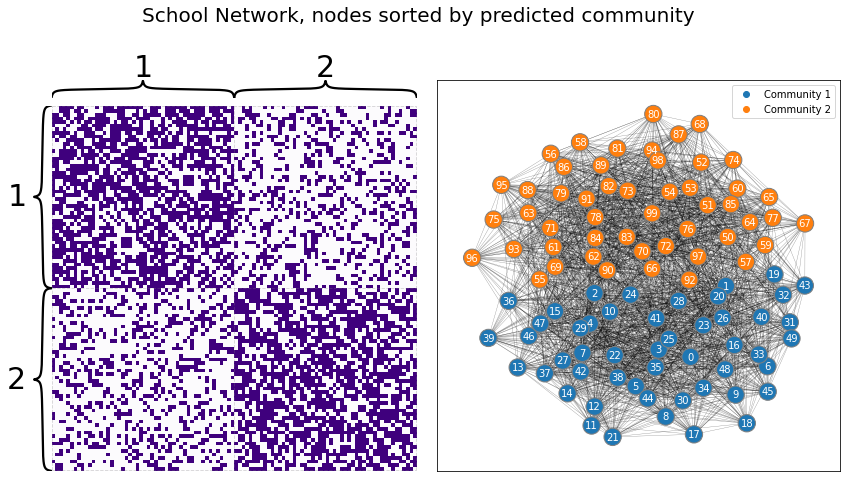 School Network, nodes sorted by predicted community
1 2
1
2
Community 1
Community 2
80
68
87
58 81 94
56 98 52 74
86 89
95 88 79 82 73 54 53 60 65
91 51 85
75 63 78 99 64 77 67
71 84 83 76 50 59
93 61 62 70 72 97 57
96 69 90 66
55 92
19
2 24 1 43
36 28 20 32
15 10 41 26 40 31
47 29 4 23
39 46 25 16 49
7 22 3 0 33
13 27 42 35 48 6
37 38 5 34 45
14 12 44 30 9
8 18
11 21 17